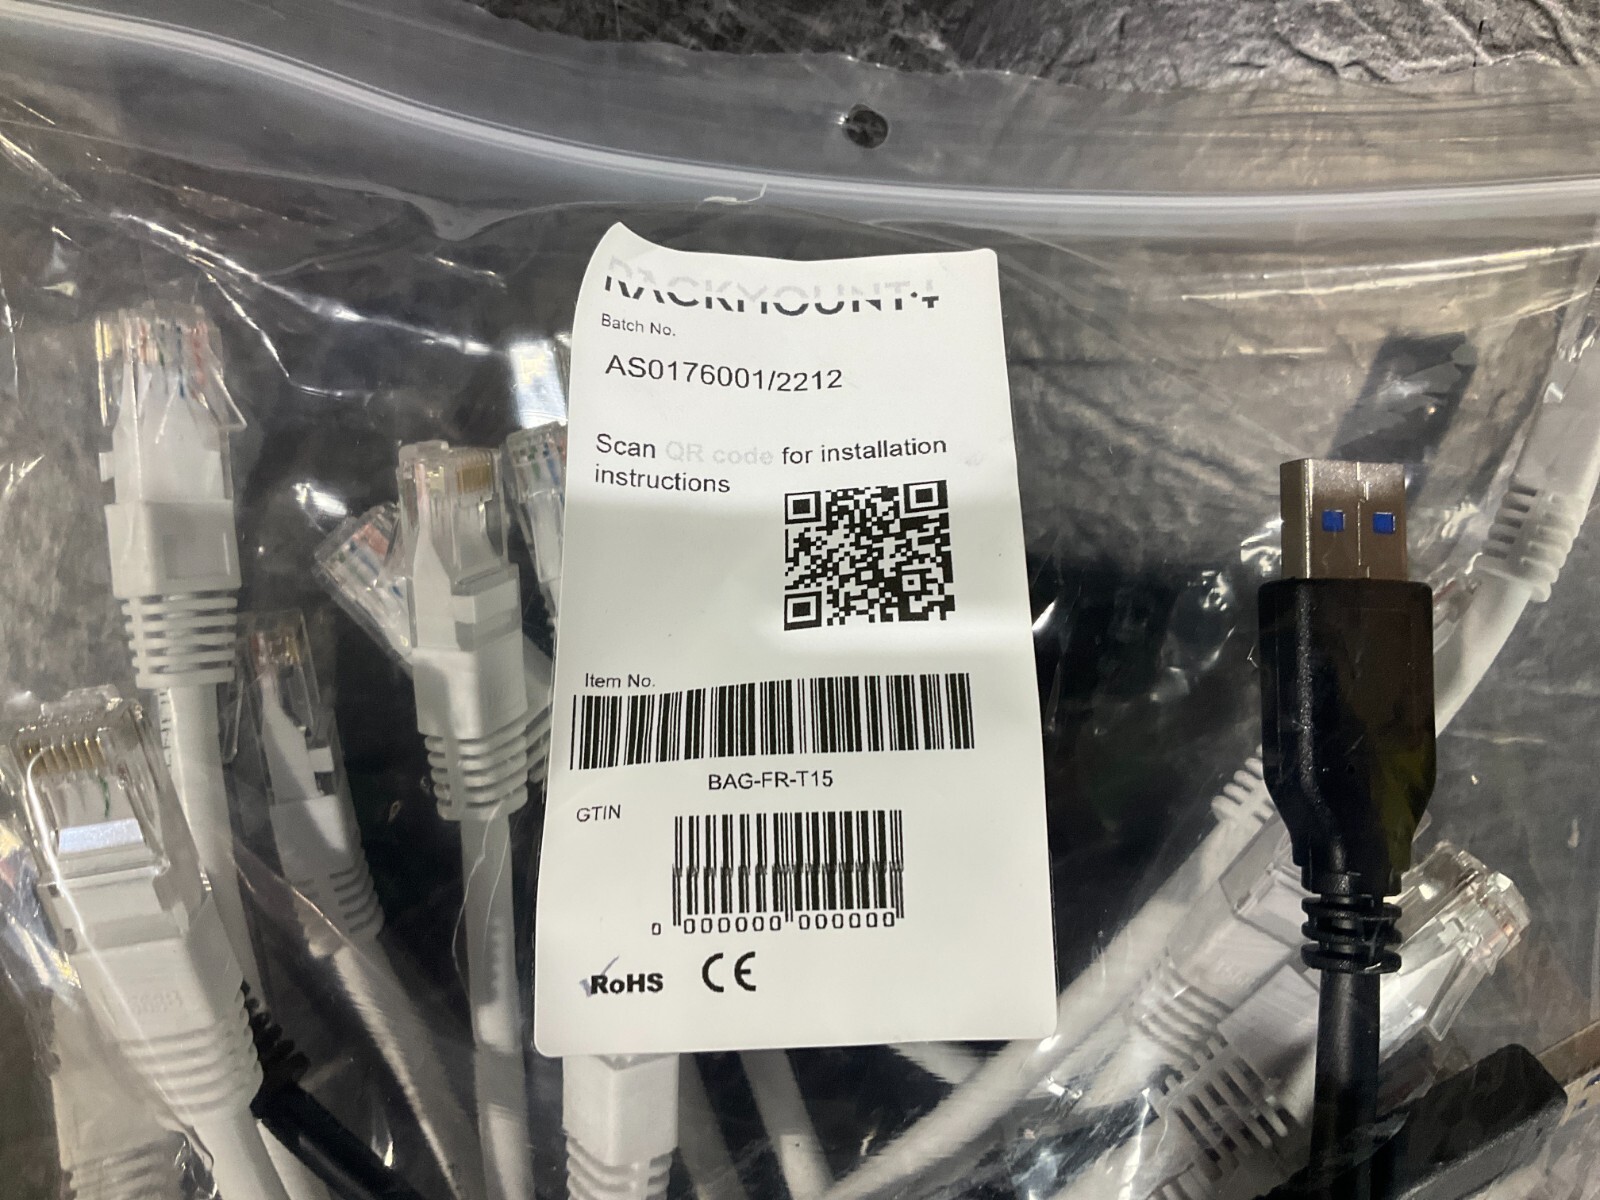 RACKMOUNT·IT
Batch No.
AS0176001/2212
Scan QR code for installation
instructions
Item No.
BAG-FR-T15
GTIN
0 000000 000000
RoHS CE